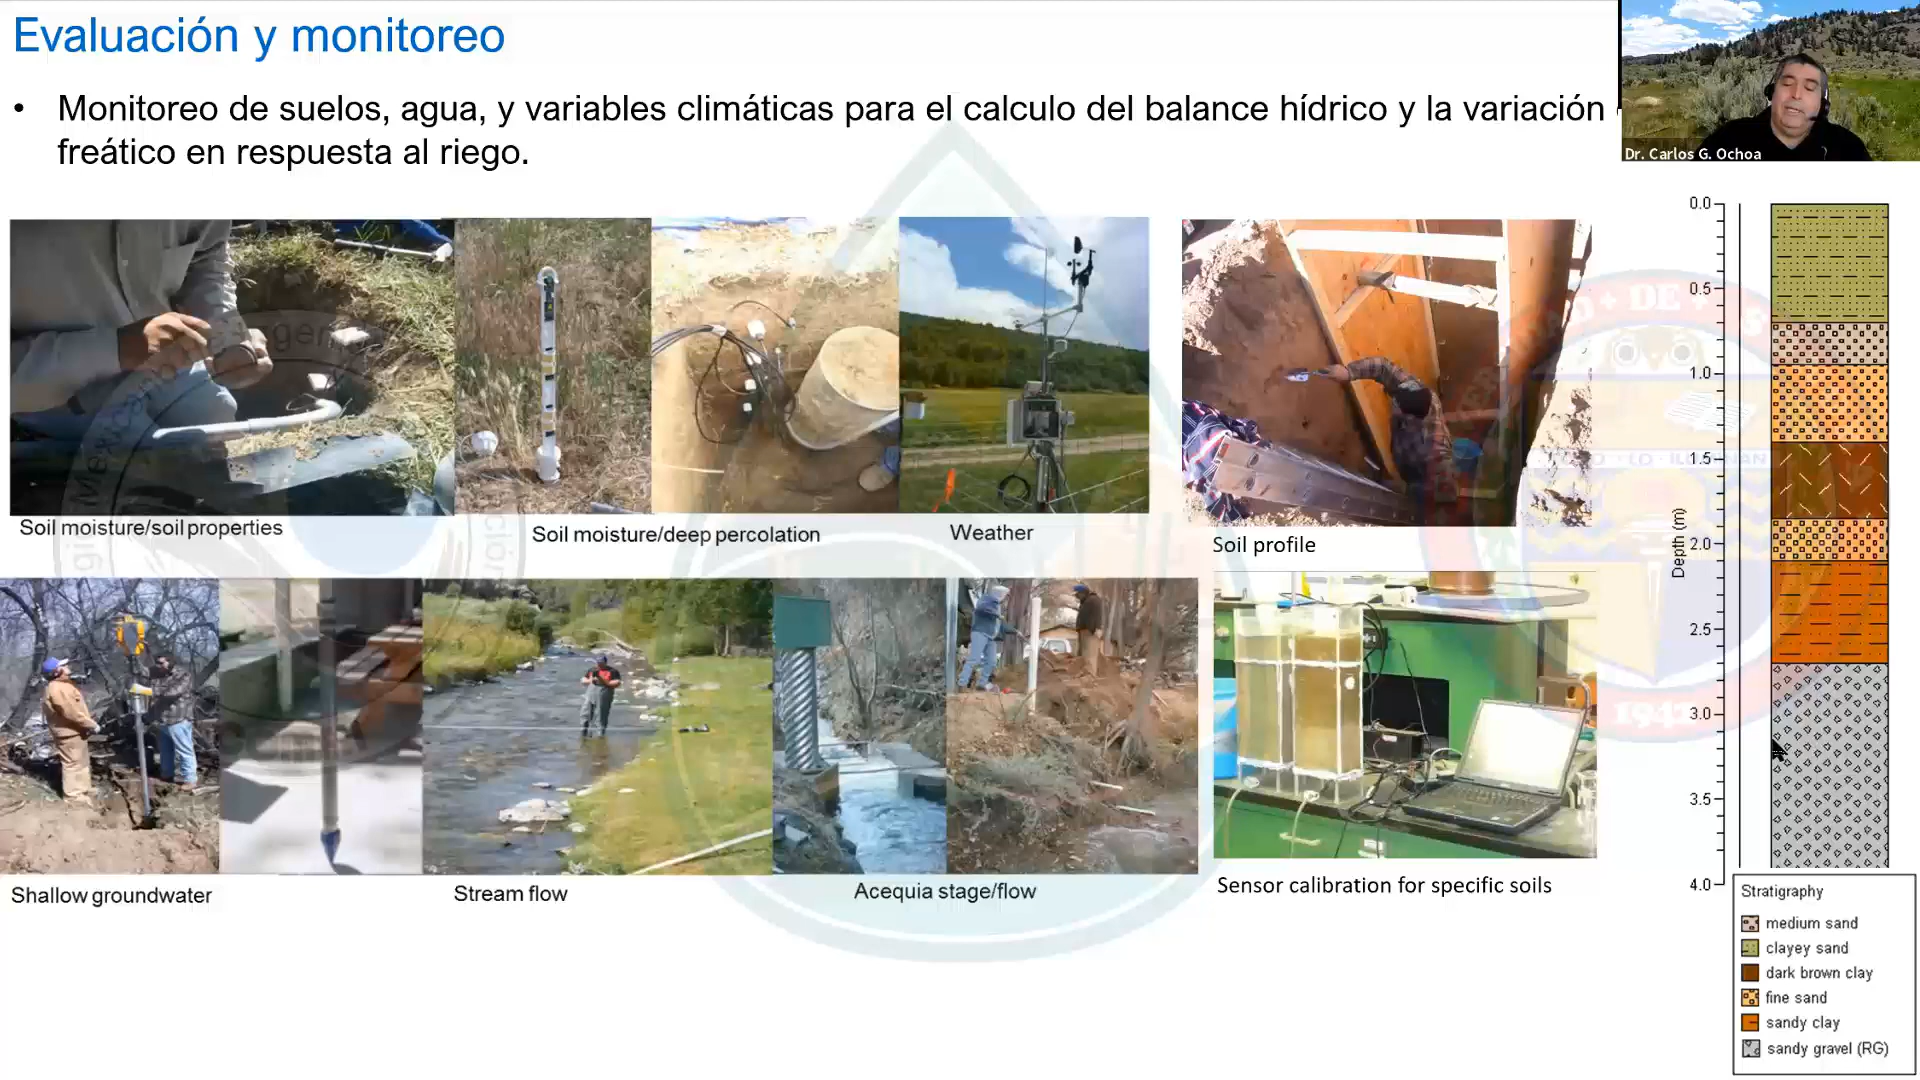 Evaluación y monitoreo
• Monitoreo de suelos, agua, y variables climáticas para el calculo del balance hídrico y la variación
freático en respuesta al riego.
Dr. Carlos G. Ochoa
Soil moisture/soil properties
Soil moisture/deep percolation
Weather
Soil profile
Shallow groundwater
Stream flow
Acequia stage/flow
Sensor calibration for specific soils
Depth (m)
0.0
0.5
1.0
1.5
2.0
2.5
3.0
3.5
4.0
Stratigraphy
medium sand
clayey sand
dark brown clay
fine sand
sandy clay
sandy gravel (RG)
1942